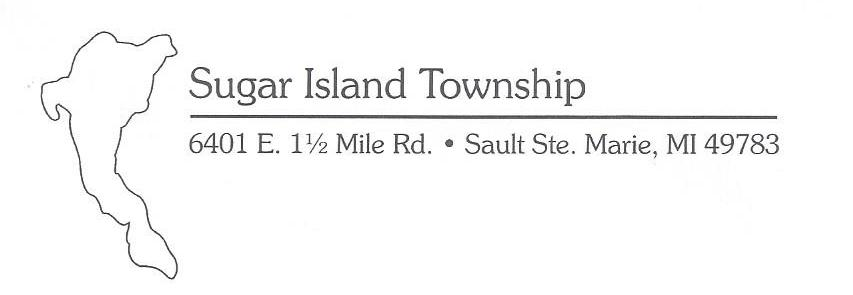 Sugar Island Township
6401 E. 1½ Mile Rd. • Sault Ste. Marie, MI 49783